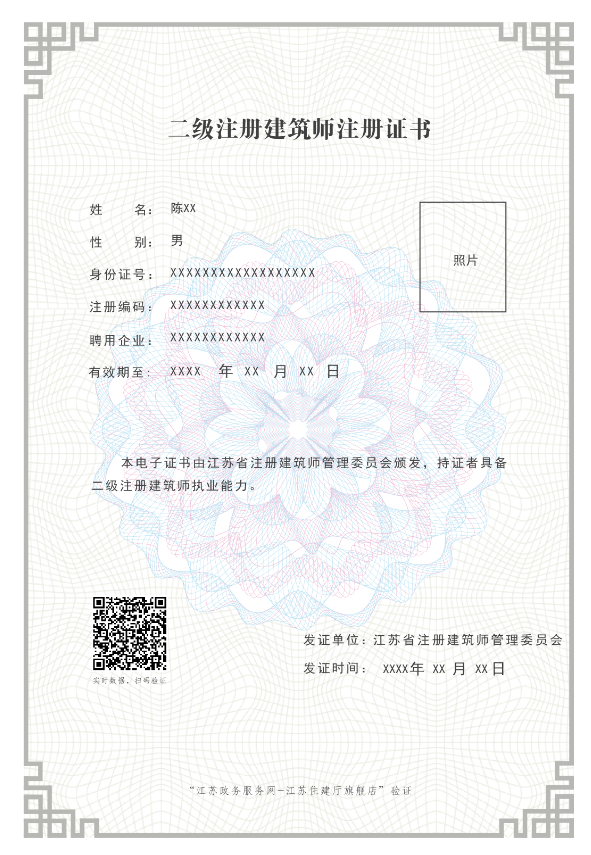 二级注册建筑师注册证书
姓 名： 陈XX
性 别： 男
照片
身份证号： XXXXXXXXXXXXXXXXXX
注册编码： XXXXXXXXXXXX
聘用企业： XXXXXXXXXXXX
有效期至： XXXX 年 XX 月 XX 日
本电子证书由江苏省注册建筑师管理委员会颁发，持证者具备
二级注册建筑师执业能力。
发证单位：江苏省注册建筑师管理委员会
发证时间： XXXX年 XX 月 XX日
实时数据，扫码验证
“江苏政务服务网—江苏住建厅旗舰店”验证